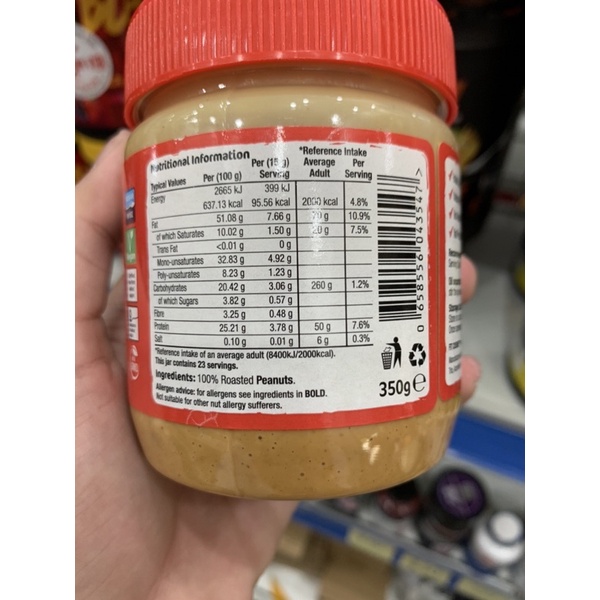 Nutritional Information
*Reference Intake
Typical Values Per (100 g) Per (15 g) Serving Average Adult Per Serving
Energy 2665 kJ 399 kJ
637.13 kcal 95.56 kcal 2000 kcal 4.8%
Fat 51.08 g 7.66 g 70 g 10.9%
of which Saturates 10.02 g 1.50 g 20 g 7.5%
Trans Fat <0.01 g 0 g
Mono-unsaturates 32.83 g 4.92 g
Poly-unsaturates 8.23 g 1.23 g
Carbohydrates 20.42 g 3.06 g 260 g 1.2%
of which Sugars 3.82 g 0.57 g
Fibre 3.25 g 0.48 g
Protein 25.21 g 3.78 g 50 g 7.6%
Salt 0.10 g 0.01 g 6 g 0.3%
*Reference intake of an average adult (8400kJ/2000kcal).
This jar contains 23 servings.
Ingredients: 100% Roasted Peanuts.
Allergen advice: for allergens see ingredients in BOLD.
Not suitable for other nut allergy sufferers.
350g e
0 658556 043547 >